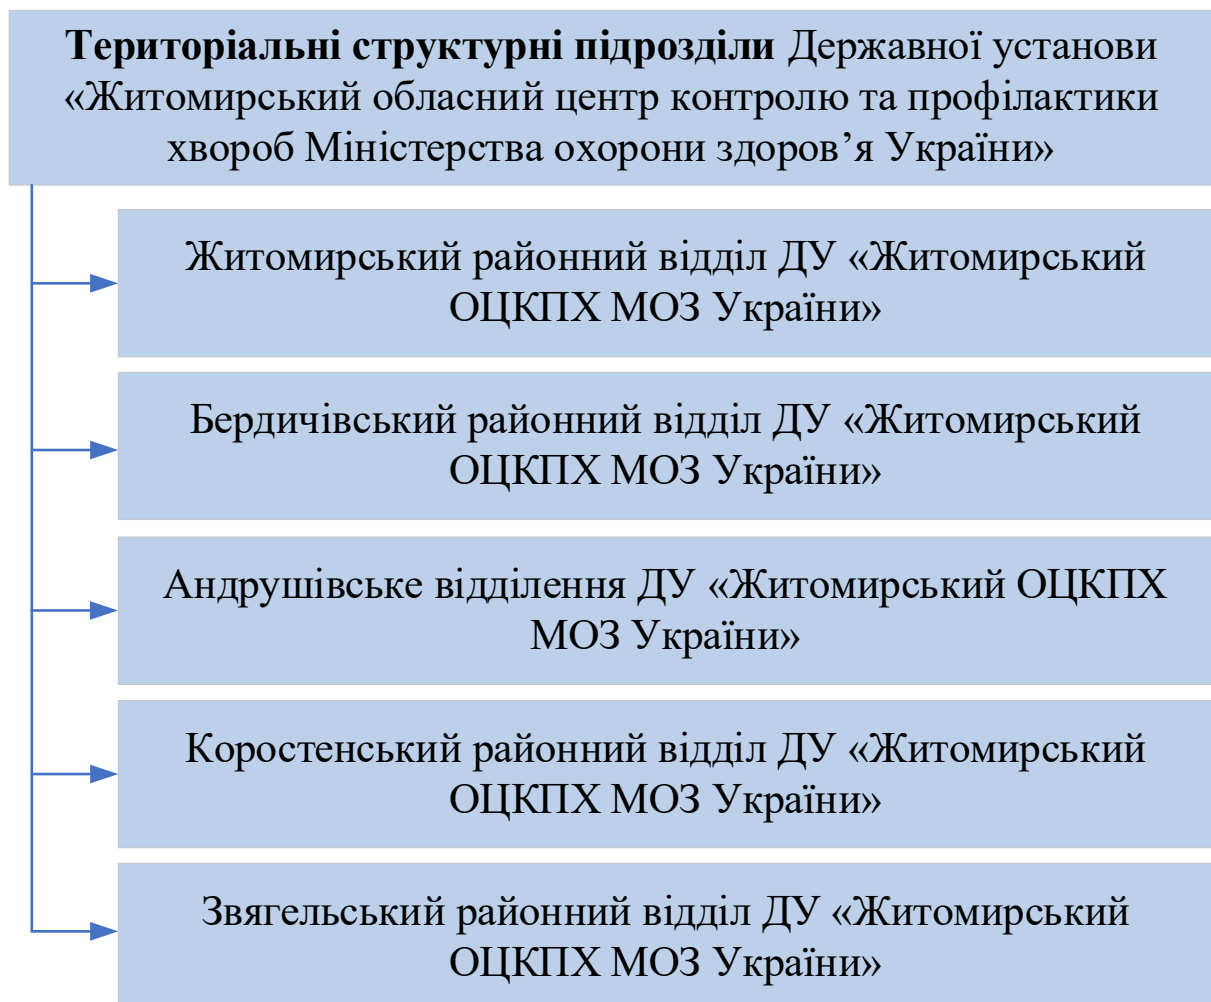 Територіальні структурні підрозділи Державної установи
«Житомирський обласний центр контролю та профілактики
хвороб Міністерства охорони здоров’я України»
Житомирський районний відділ ДУ «Житомирський
ОЦКПХ МОЗ України»
Бердичівський районний відділ ДУ «Житомирський
ОЦКПХ МОЗ України»
Андрушівське відділення ДУ «Житомирський ОЦКПХ
МОЗ України»
Коростенський районний відділ ДУ «Житомирський
ОЦКПХ МОЗ України»
Звягельський районний відділ ДУ «Житомирський
ОЦКПХ МОЗ України»